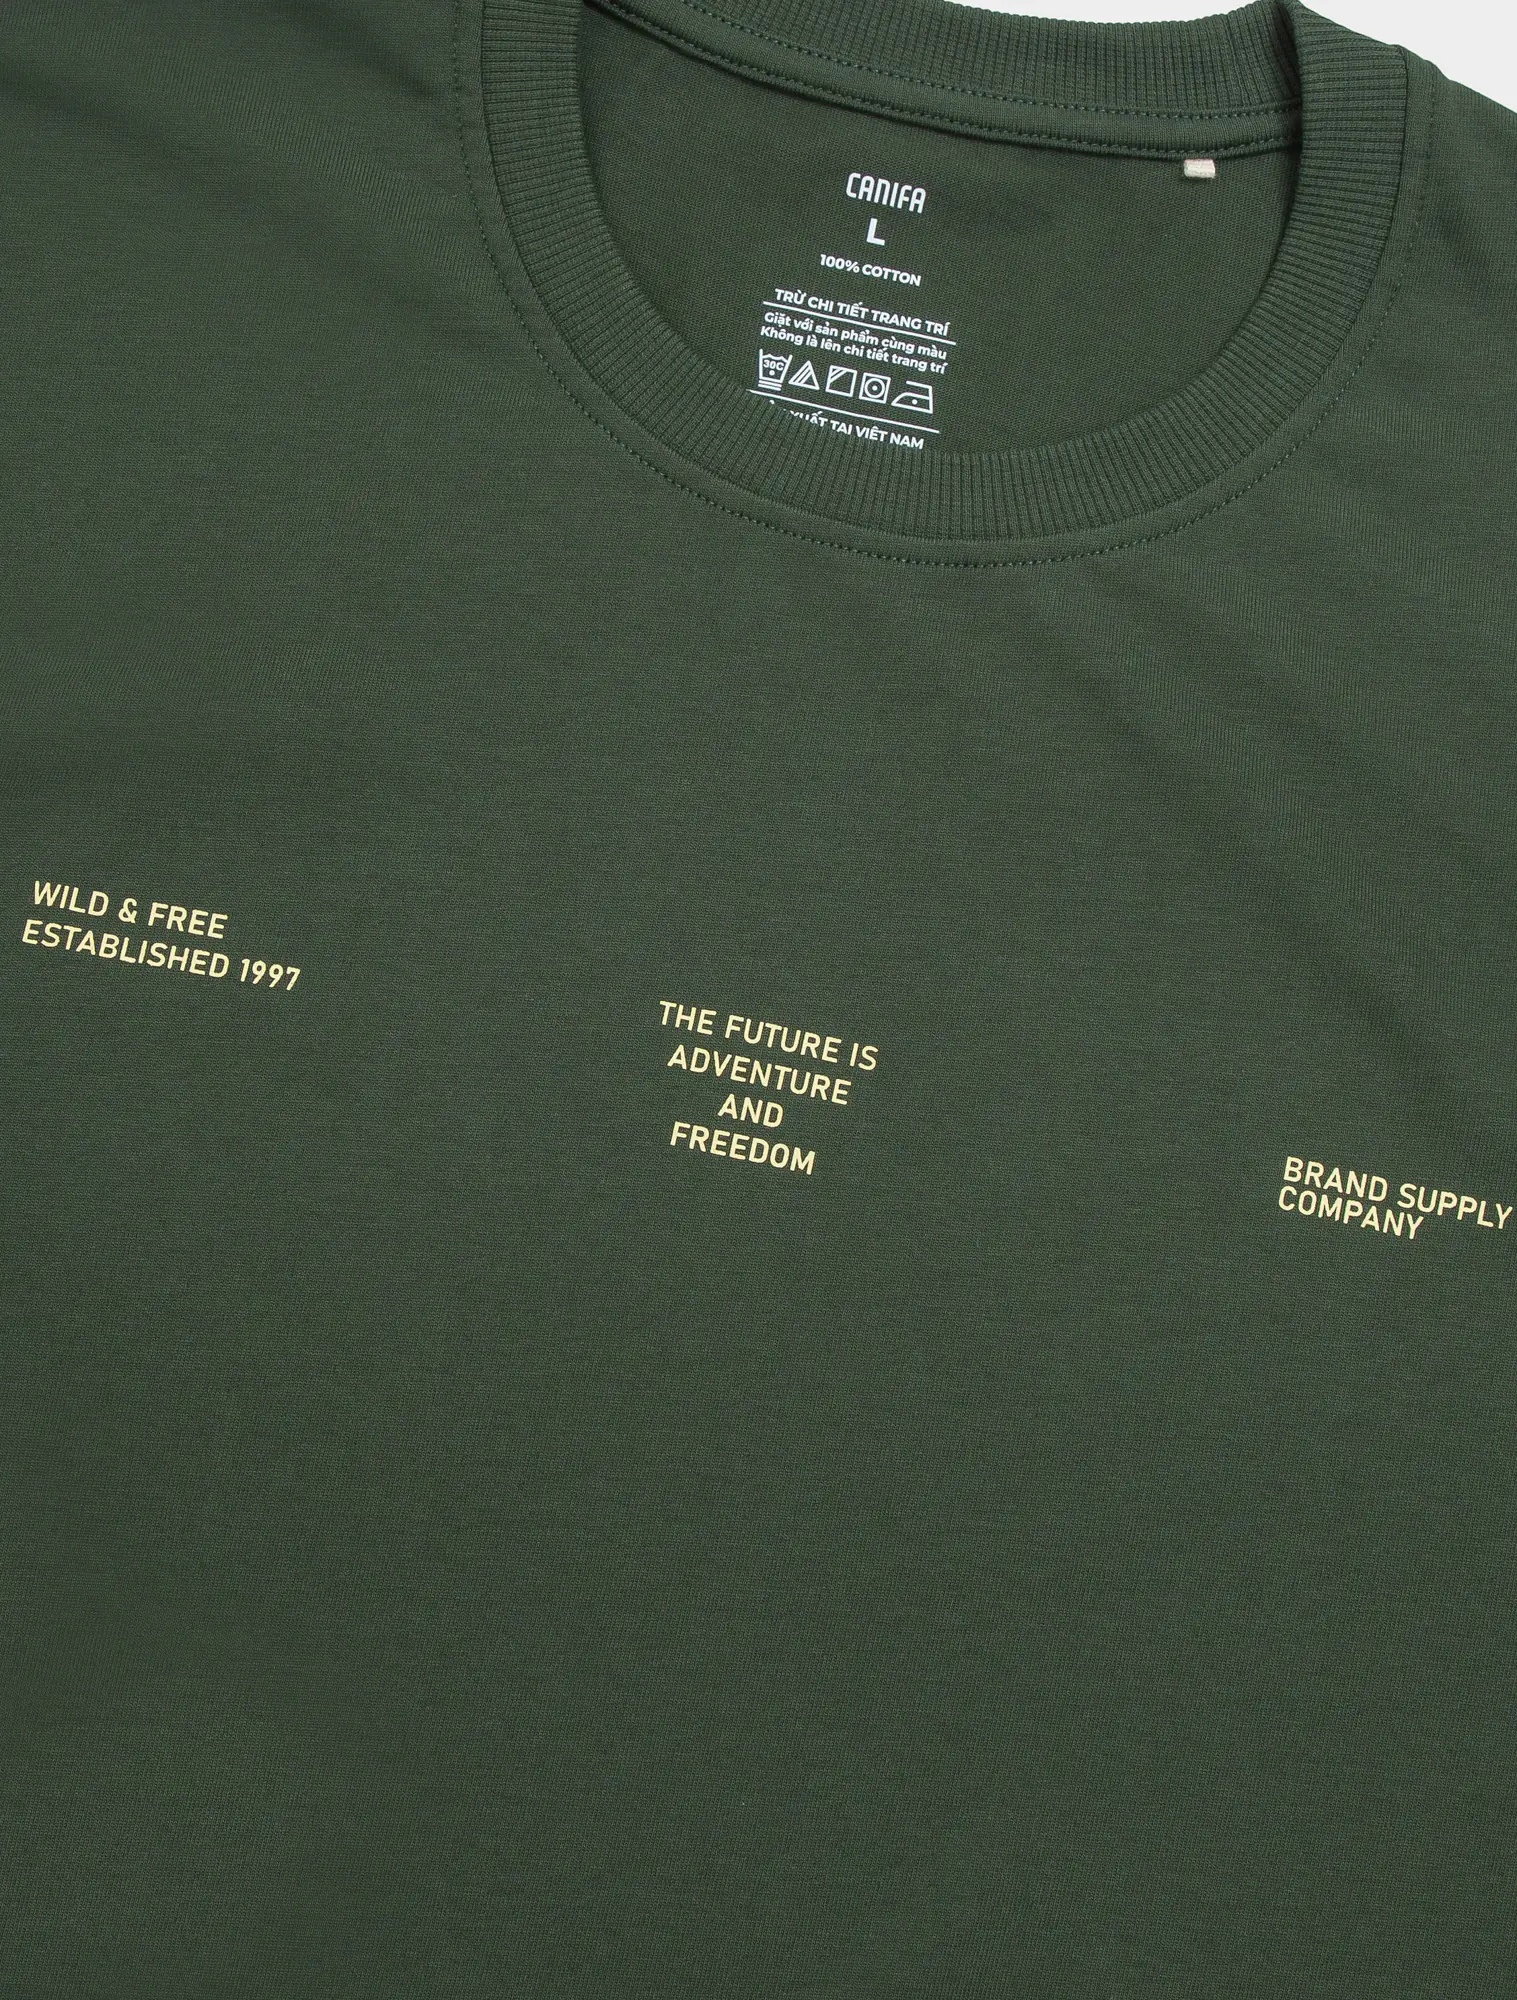 CANIFA
L
100% COTTON
TRỪ CHI TIẾT TRANG TRÍ
Giặt với sản phẩm cùng màu
Không là lên chi tiết trang trí
30C
XUẤT TẠI VIỆT NAM
WILD & FREE
ESTABLISHED 1997
THE FUTURE IS
ADVENTURE
AND
FREEDOM
BRAND SUPPLY
COMPANY